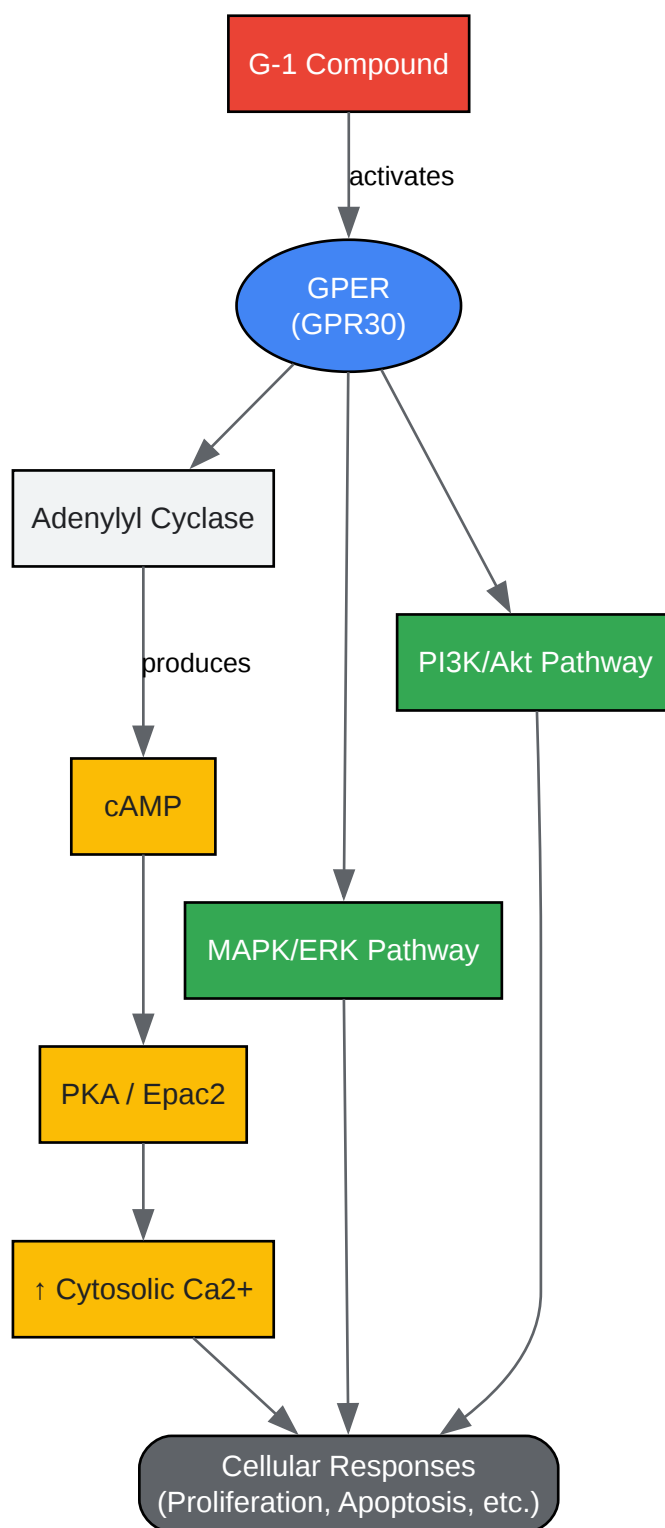 G-1 Compound
activates
GPER
(GPR30)
Adenylyl Cyclase
produces
PI3K/Akt Pathway
cAMP
MAPK/ERK Pathway
PKA / Epac2
↑ Cytosolic Ca2+
Cellular Responses
(Proliferation, Apoptosis, etc.)